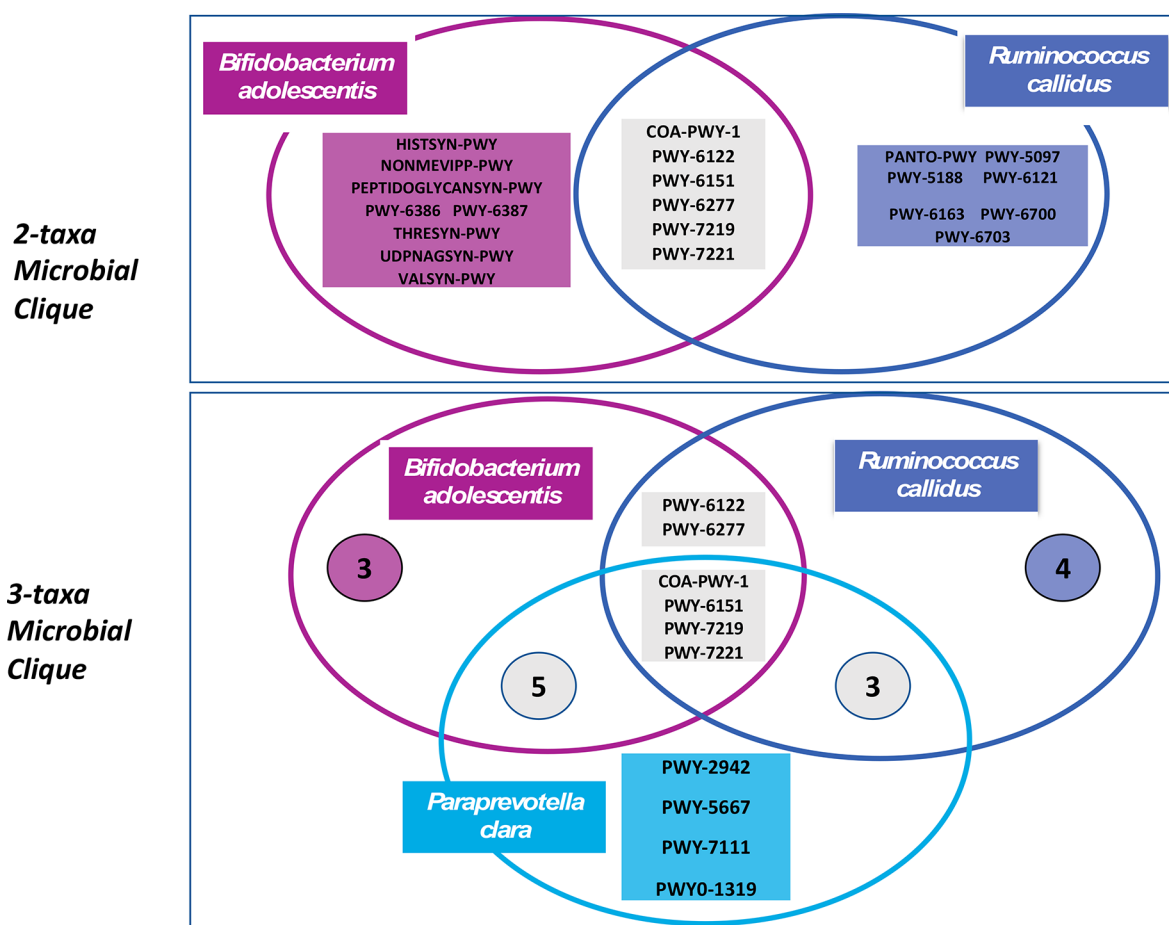 2-taxa
Microbial
Clique
Bifidobacterium
adolescentis
Ruminococcus
callidus
HISTSYN-PWY
NONMEVIPP-PWY
PEPTIDOGLYCANSYN-PWY
PWY-6386 PWY-6387
THRESYN-PWY
UDPNAGSYN-PWY
VALSYN-PWY
COA-PWY-1
PWY-6122
PWY-6151
PWY-6277
PWY-7219
PWY-7221
PANTO-PWY PWY-5097
PWY-5188 PWY-6121
PWY-6163 PWY-6700
PWY-6703
3-taxa
Microbial
Clique
Bifidobacterium
adolescentis
Ruminococcus
callidus
PWY-6122
PWY-6277
3
4
COA-PWY-1
PWY-6151
PWY-7219
PWY-7221
5
3
Paraprevotella
clara
PWY-2942
PWY-5667
PWY-7111
PWY0-1319